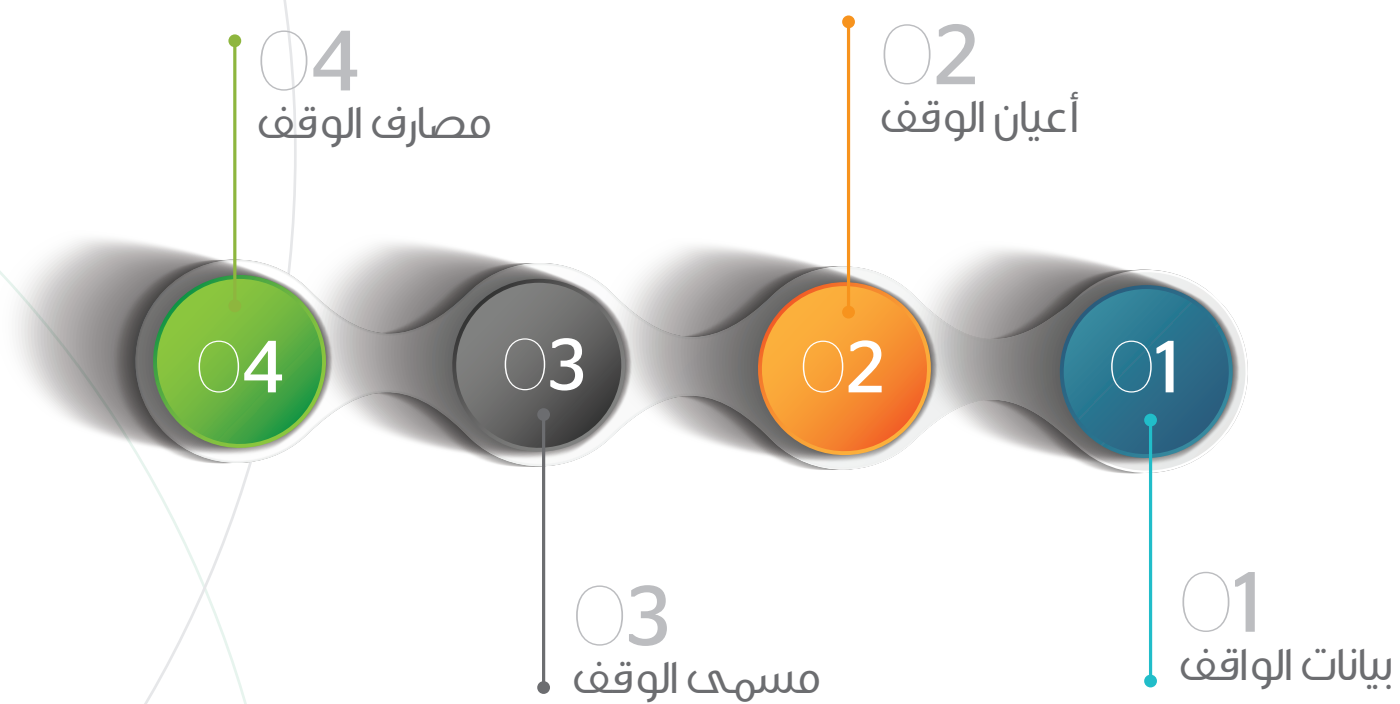 01
بيانات الواقف
02
أعيان الوقف
03
مسمى الوقف
04
مصارف الوقف
01
02
03
04